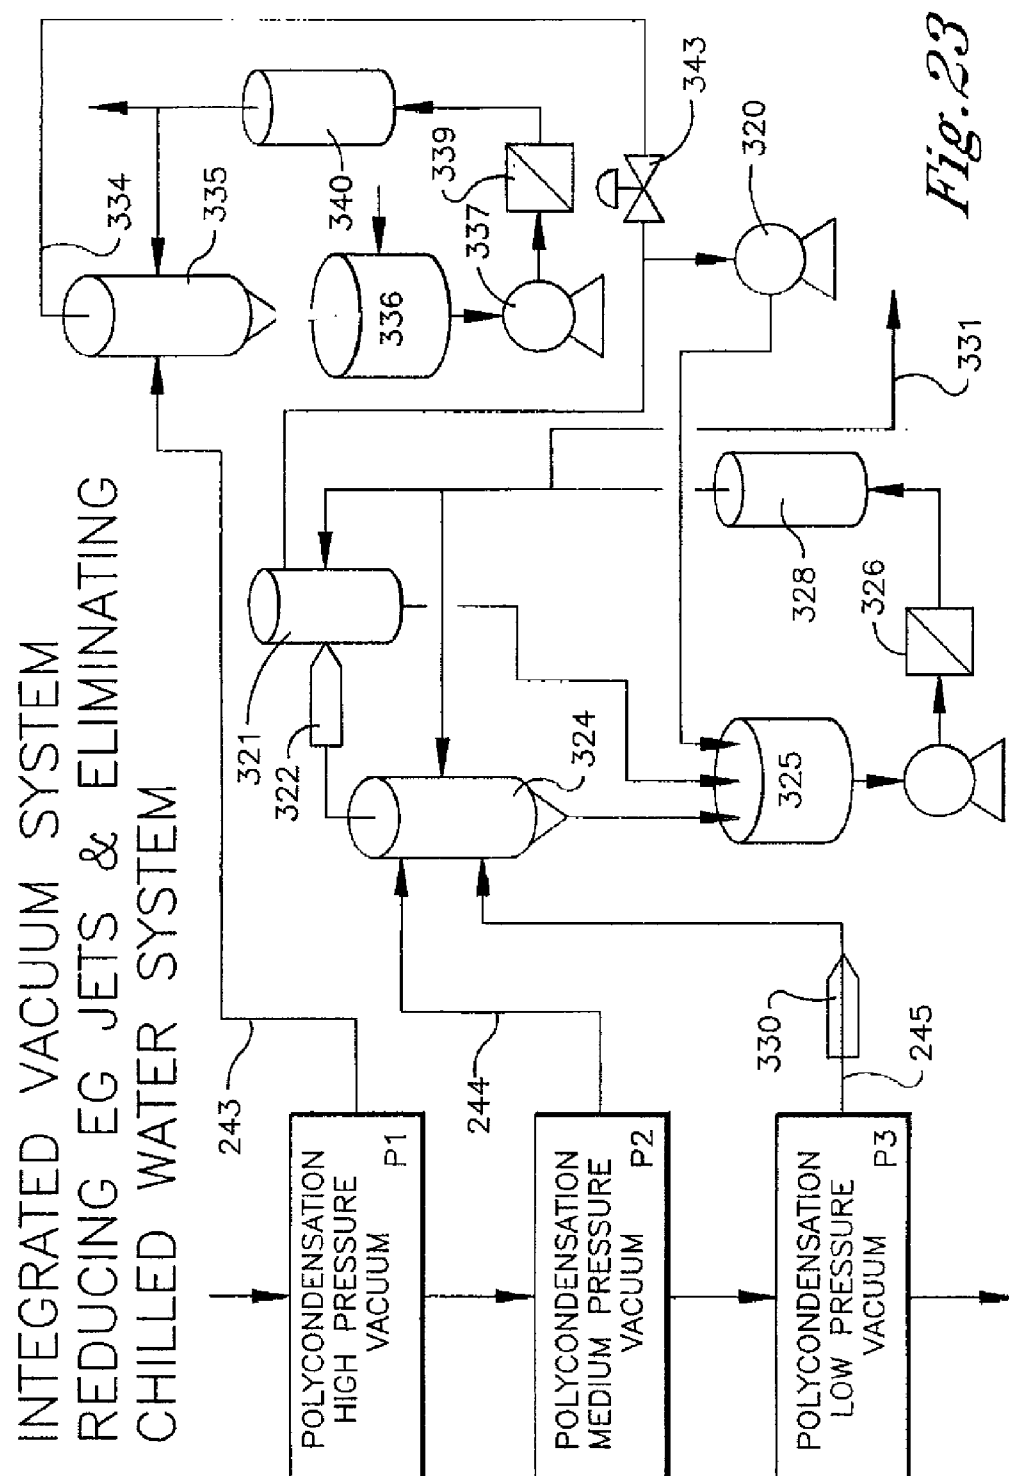 INTEGRATED VACUUM SYSTEM
REDUCING EG JETS & ELIMINATING
CHILLED WATER SYSTEM
POLYCONDENSATION
HIGH PRESSURE
VACUUM
P1
POLYCONDENSATION
MEDIUM PRESSURE
VACUUM
P2
POLYCONDENSATION
LOW PRESSURE
VACUUM
P3
243
244
245
330
321
322
324
325
326
328
331
334
335
336
337
339
340
343
320
Fig. 23